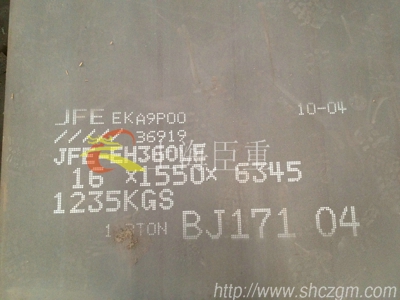 JFE EKA9P00 10-04
///// 36919
JFE-EH360LE
16 ×1550× 6345
1235KGS
BJ171 04
http://www.shczgm.com/